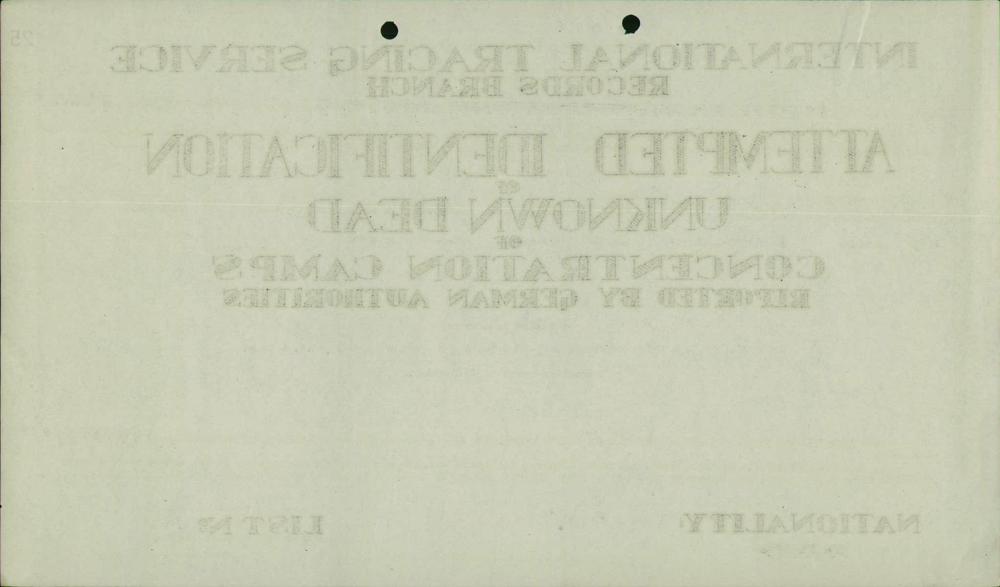 25
INTERNATIONAL TRACING SERVICE
RECORDS BRANCH
ATTEMPTED IDENTIFICATION
OF
UNKNOWN DEAD
OF
CONCENTRATION CAMPS
REPORTED BY GERMAN AUTHORITIES
NATIONALITY: LIST Nº